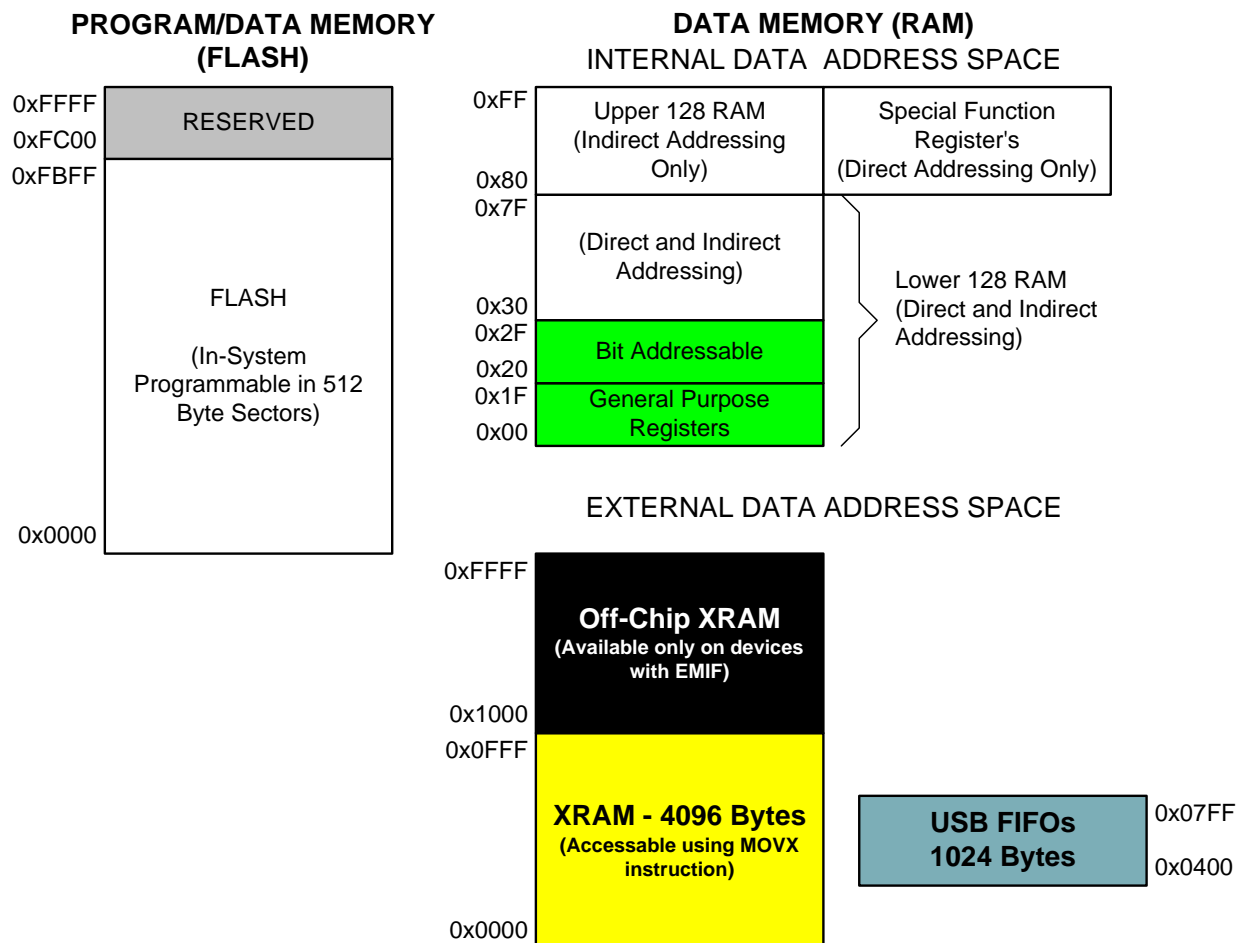 PROGRAM/DATA MEMORY
(FLASH)
0xFFFF
RESERVED
0xFC00
0xFBFF
FLASH
(In-System
Programmable in 512
Byte Sectors)
0x0000
DATA MEMORY (RAM)
INTERNAL DATA ADDRESS SPACE
0xFF
Upper 128 RAM
(Indirect Addressing
Only)
0x80
Special Function
Register's
(Direct Addressing Only)
0x7F
(Direct and Indirect
Addressing)
0x30
0x2F
Bit Addressable
0x20
0x1F
General Purpose
Registers
0x00
Lower 128 RAM
(Direct and Indirect
Addressing)
EXTERNAL DATA ADDRESS SPACE
0xFFFF
Off-Chip XRAM
(Available only on devices
with EMIF)
0x1000
0x0FFF
XRAM - 4096 Bytes
(Accessable using MOVX
instruction)
0x0000
USB FIFOs
1024 Bytes
0x07FF
0x0400